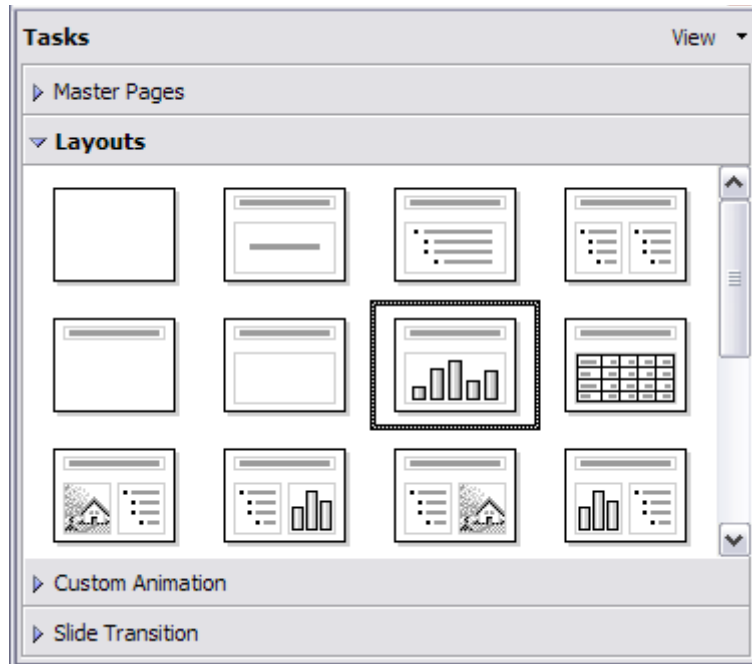 Tasks View
Master Pages
Layouts
Custom Animation
Slide Transition